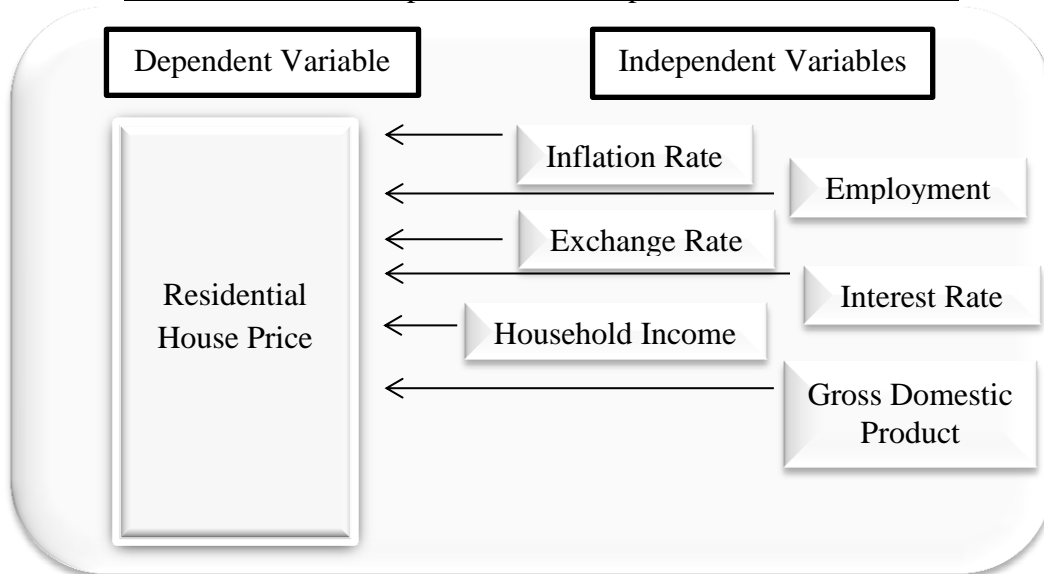 Dependent Variable
Independent Variables
Inflation Rate
Employment
Exchange Rate
Interest Rate
Residential
House Price
Household Income
Gross Domestic
Product